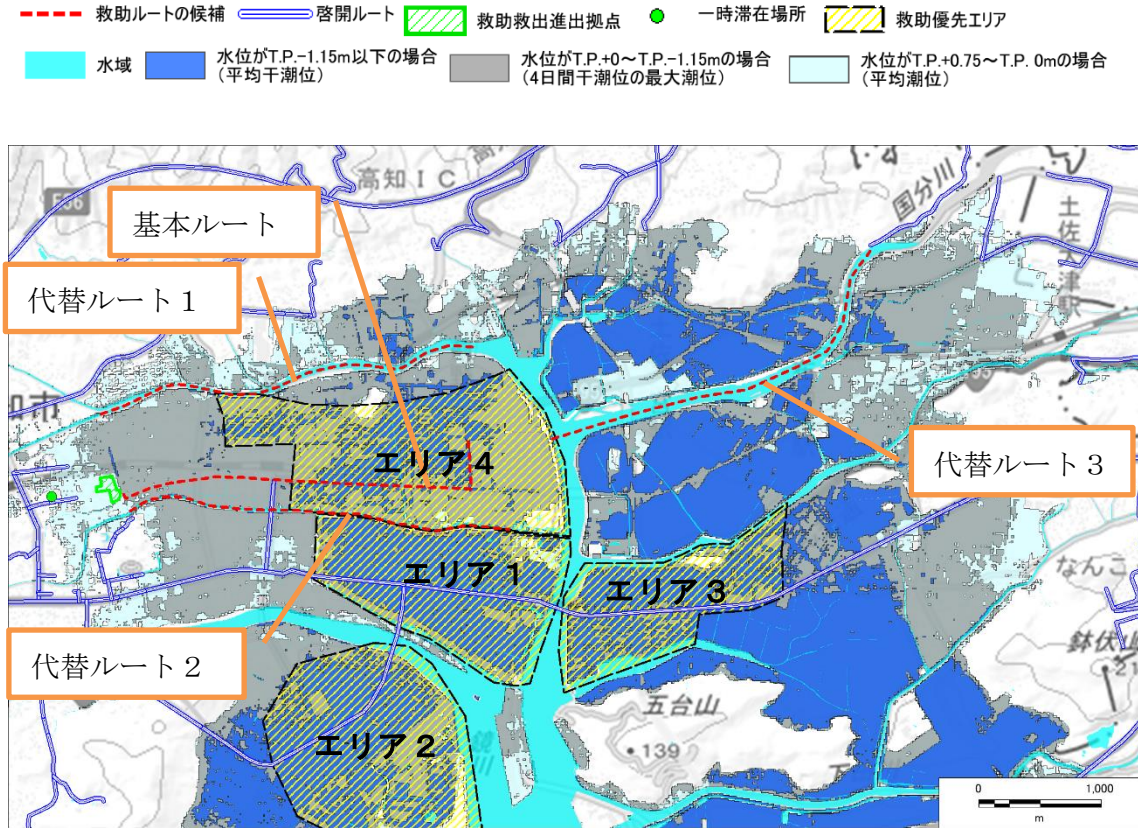 救助ルートの候補
啓開ルート
救助救出進出拠点
一時滞在場所
救助優先エリア
水域
水位がT.P.-1.15m以下の場合
(平均干潮位)
水位がT.P.+0～T.P.-1.15mの場合
(4日間干潮位の最大潮位)
水位がT.P.+0.75～T.P. 0mの場合
(平均潮位)
高知IC
国分川
基本ルート
土佐大津駅
代替ルート1
エリア4
代替ルート3
エリア1
エリア3
なんこ
代替ルート2
鉢伏山
五台山
エリア2
・139
0 1,000
m